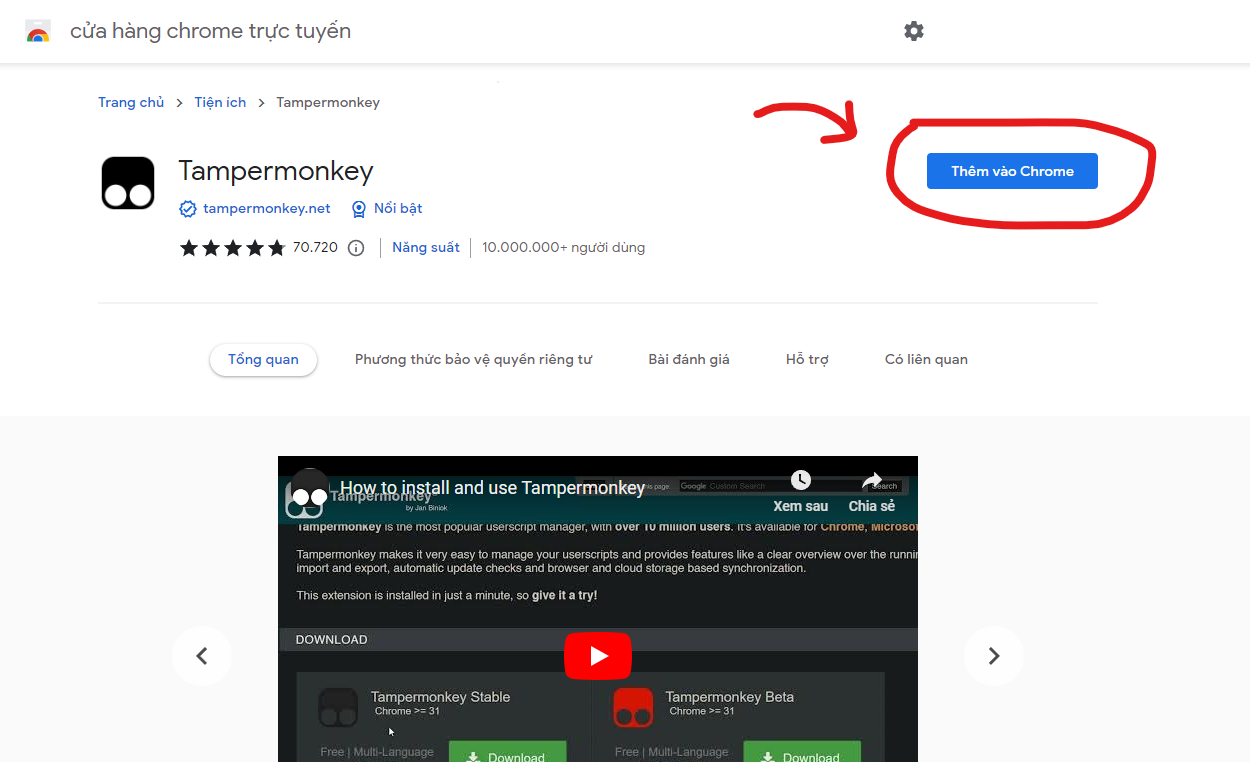 cửa hàng chrome trực tuyến
Trang chủ > Tiện ích > Tampermonkey
Tampermonkey
Thêm vào Chrome
tampermonkey.net Nổi bật
70.720 Năng suất 10.000.000+ người dùng
Tổng quan Phương thức bảo vệ quyền riêng tư Bài đánh giá Hỗ trợ Có liên quan
How to install and use Tampermonkey
this page: Google Custom Search Search
Tampermonkey
by Jan Biniok
Xem sau Chia sẻ
Tampermonkey is the most popular userscript manager, with over 10 million users. It's available for Chrome, Microsof
Tampermonkey makes it very easy to manage your userscripts and provides features like a clear overview over the runnin
import and export, automatic update checks and browser and cloud storage based synchronization.
This extension is installed in just a minute, so give it a try!
DOWNLOAD
Tampermonkey Stable Tampermonkey Beta
Chrome >= 31 Chrome >= 31
Free | Multi-Language Download Free | Multi-Language Download